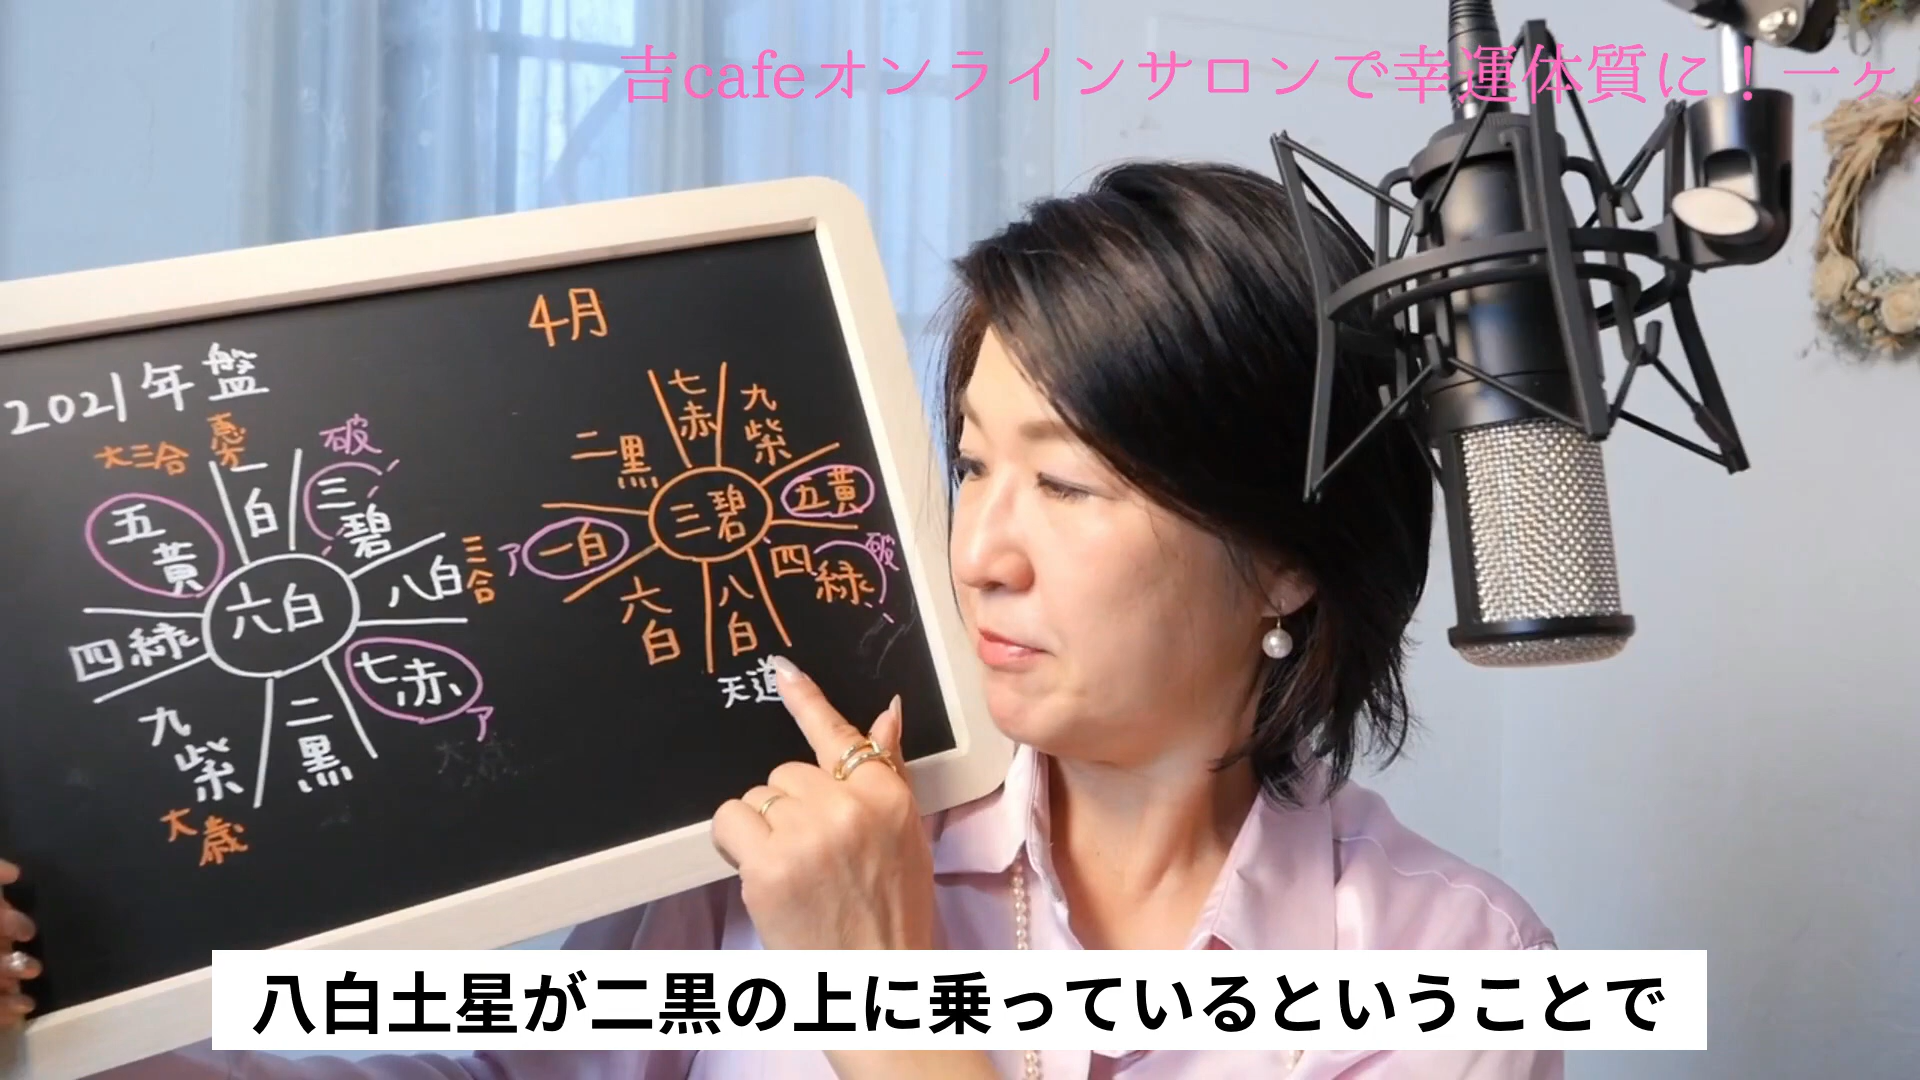 吉cafeオンラインサロンで幸運体質に！一ヶ
4月
2021年盤
大三合
恵方
破
五黄
一白
三碧
八白
三合
四緑
六白
七赤
ア
九紫
二黒
大歳
七赤
九紫
二黒
五黄
三碧
ア
一白
四緑
破
六白
八白
天道
八白土星が二黒の上に乗っているということで